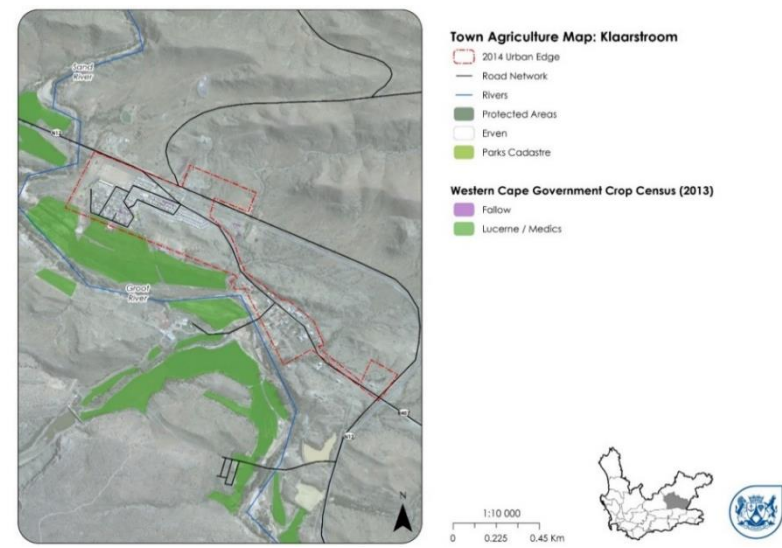 Town Agriculture Map: Klaarstroom
2014 Urban Edge
Road Network
Rivers
Protected Areas
Erven
Parks Cadastre
Western Cape Government Crop Census (2013)
Fallow
Lucerne / Medics
Sand
River
Groot
River
N
1:10 000
0 0.225 0.45 Km